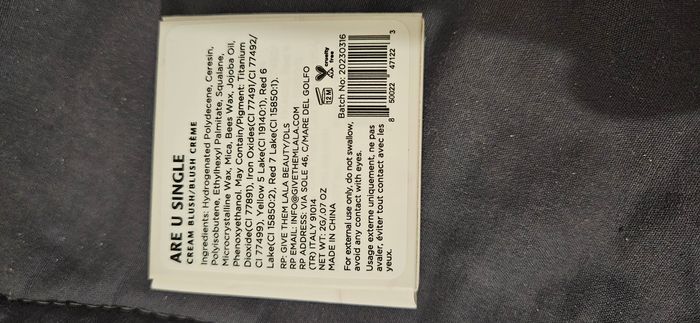 ARE U SINGLE
CREAM BLUSH/BLUSH CRÈME
Ingredients: Hydrogenated Polydecene, Ceresin,
Polyisobutene, Ethylhexyl Palmitate, Squalane,
Microcrystalline Wax, Mica, Bees Wax, Jojoba Oil,
Phenoxyethanol. May Contain/Pigment: Titanium
Dioxide(CI 77891), Iron Oxides(CI 77491/CI 77492/
CI 77499), Yellow 5 Lake(CI 19140:1), Red 6
Lake(CI 15850:2), Red 7 Lake(CI 15850:1).
RP: GIVE THEM LALA BEAUTY/DLS
RP EMAIL: INFO@GIVETHEMLALA.COM
RP ADDRESS: VIA SOLE 46, C/MARE DEL GOLFO
(TR) ITALY 91014
NET WT: 2G/.07 OZ
MADE IN CHINA
For external use only, do not swallow,
avoid any contact with eyes.
Usage externe uniquement, ne pas
avaler, éviter tout contact avec les
yeux.
12M
cruelty
free
Batch No: 20230316
8 50022 47122 3